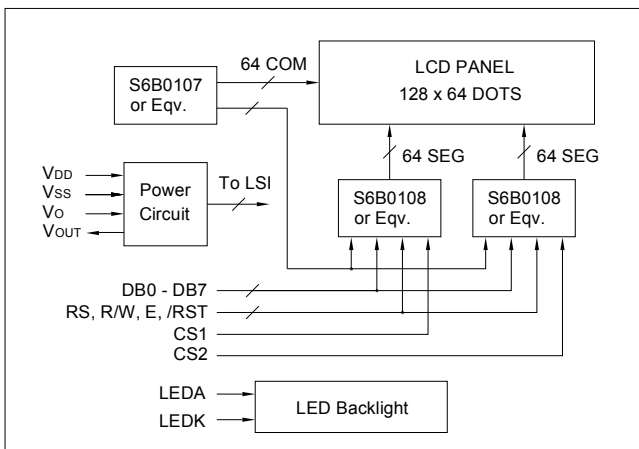 64 COM
S6B0107
or Eqv.
LCD PANEL
128 x 64 DOTS
64 SEG
64 SEG
VDD
VSS
VO
VOUT
Power
Circuit
To LSI
S6B0108
or Eqv.
S6B0108
or Eqv.
DB0 - DB7
RS, R/W, E, /RST
CS1
CS2
LEDA
LEDK
LED Backlight